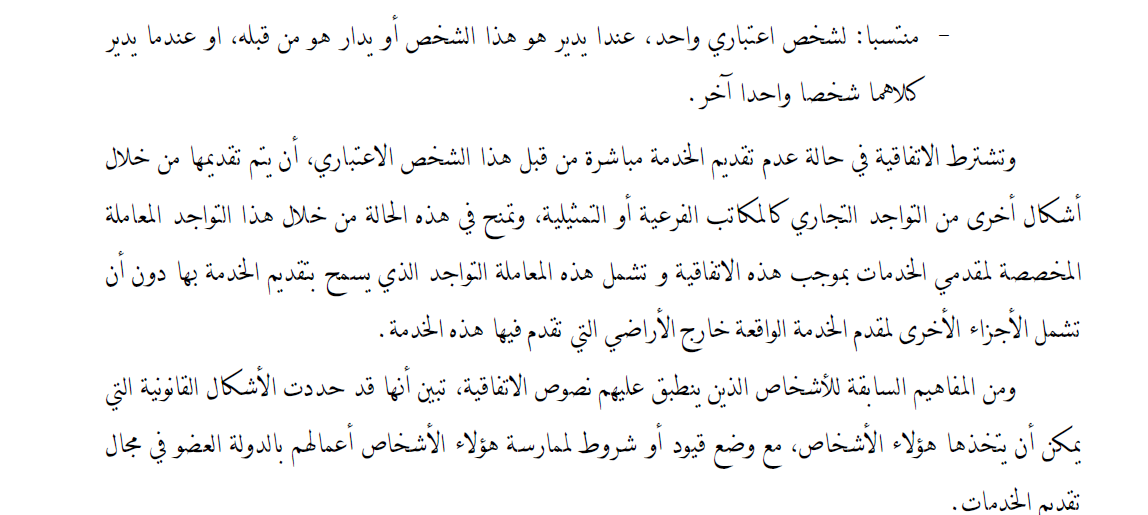 - منتسبا: لشخص اعتباري واحد، عندا يدير هو هذا الشخص أو يدار هو من قبله، او عندما يدير
كلاهما شخصا واحدا آخر.
وتشترط الاتفاقية في حالة عدم تقديم الخدمة مباشرة من قبل هذا الشخص الاعتباري، أن يتم تقديمها من خلال
أشكال أخرى من التواجد التجاري كالمكاتب الفرعية أو التمثيلية، وتمنح في هذه الحالة من خلال هذا التواجد المعاملة
المخصصة لمقدمي الخدمات بموجب هذه الاتفاقية و تشمل هذه المعاملة التواجد الذي يسمح بتقديم الخدمة بها دون أن
تشمل الأجزاء الأخرى لمقدم الخدمة الواقعة خارج الأراضي التي تقدم فيها هذه الخدمة.
ومن المفاهيم السابقة للأشخاص الذين ينطبق عليهم نصوص الاتفاقية، تبين أنها قد حددت الأشكال القانونية التي
يمكن أن يتخذها هؤلاء الأشخاص، مع وضع قيود أو شروط لممارسة هؤلاء الأشخاص أعمالهم بالدولة العضو في مجال
تقديم الخدمات.